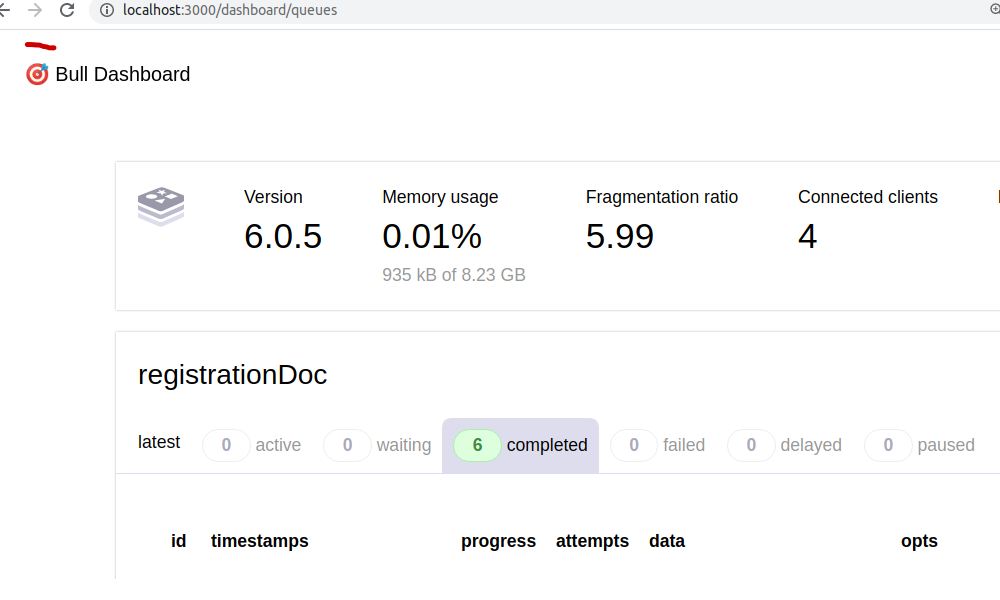 localhost:3000/dashboard/queues
Bull Dashboard
Version Memory usage Fragmentation ratio Connected clients
6.0.5 0.01% 5.99 4
935 kB of 8.23 GB
registrationDoc
latest 0 active 0 waiting 6 completed 0 failed 0 delayed 0 paused
id timestamps progress attempts data opts